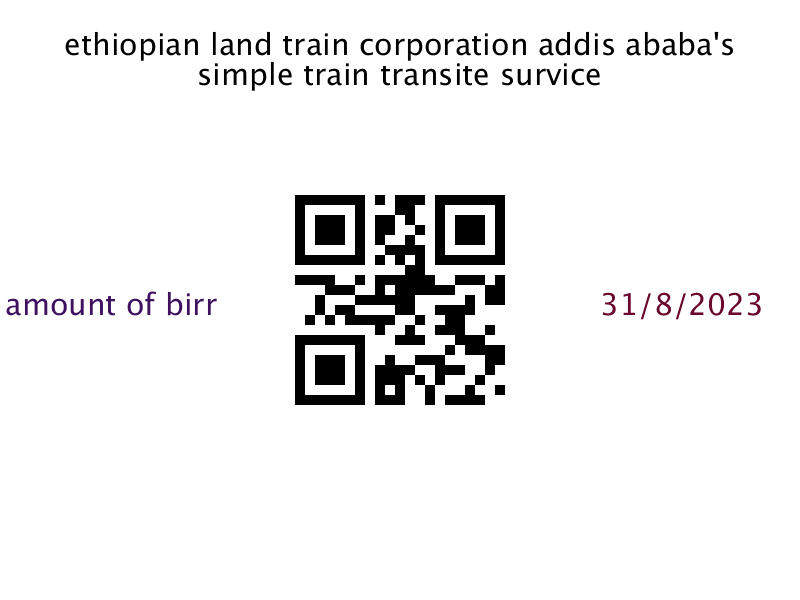 ethiopian land train corporation addis ababa's
simple train transite survice
amount of birr
31/8/2023